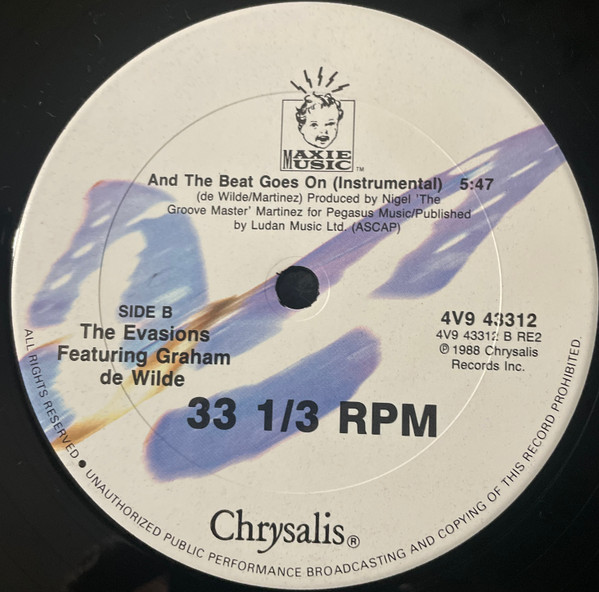 MAXIE
MUSIC ™
And The Beat Goes On (Instrumental) 5:47
(de Wilde/Martinez) Produced by Nigel 'The
Groove Master' Martinez for Pegasus Music/Published
by Ludan Music Ltd. (ASCAP)
SIDE B
The Evasions
Featuring Graham
de Wilde
4V9 43312
4V9 43312 B RE2
℗ 1988 Chrysalis
Records Inc.
33 1/3 RPM
Chrysalis®
ALL RIGHTS RESERVED ● UNAUTHORIZED PUBLIC PERFORMANCE BROADCASTING AND COPYING OF THIS RECORD PROHIBITED.